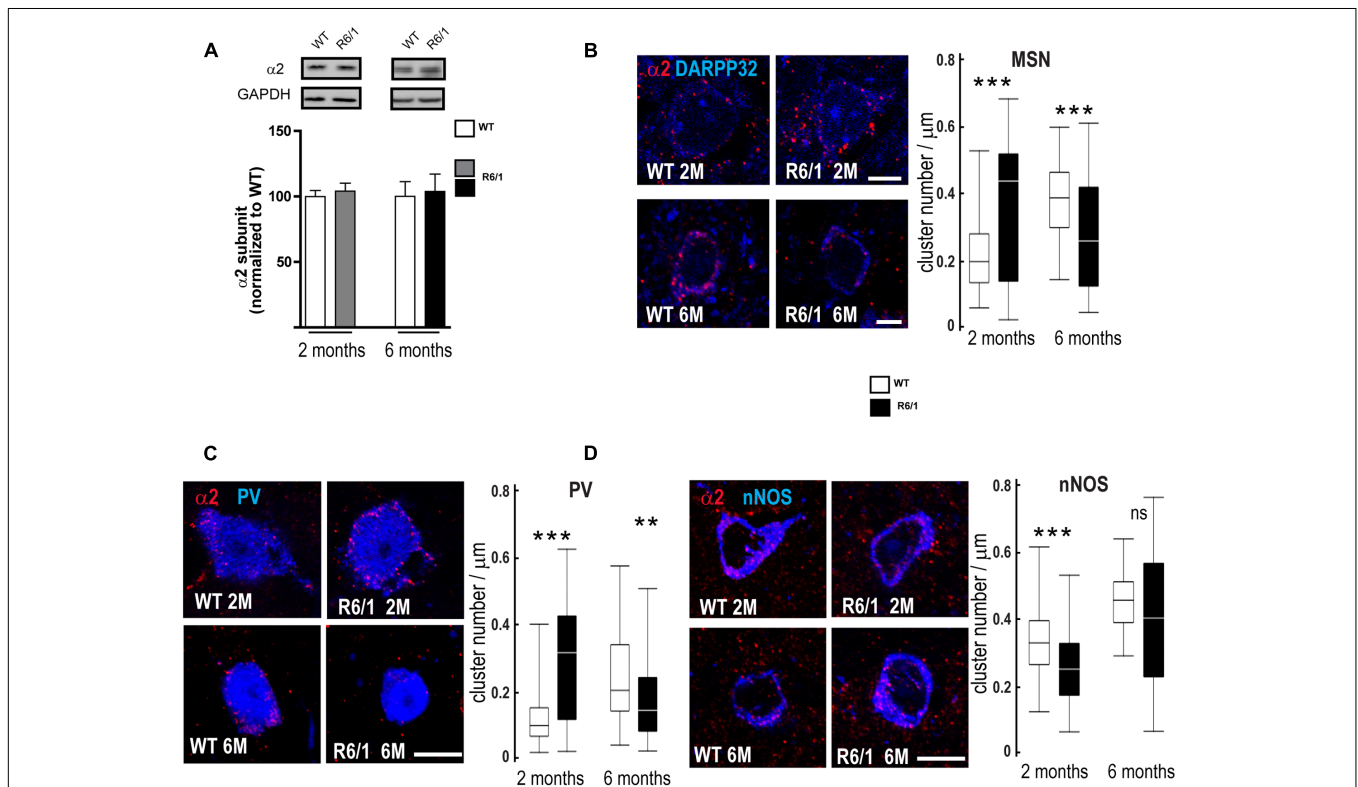 A
WT R6/1 WT R6/1
α2
GAPDH
150
100
50
α2 subunit
(normalized to WT)
WT
R6/1
2 months 6 months
B
α2 DARPP32
WT 2M
R6/1 2M
WT 6M
R6/1 6M
MSN
cluster number / μm
0.8
0.6
0.4
0.2
0
*** ***
2 months 6 months
WT
R6/1
C
α2 PV
WT 2M
R6/1 2M
WT 6M
R6/1 6M
PV
cluster number / μm
0.8
0.6
0.4
0.2
0
*** **
2 months 6 months
D
α2 nNOS
WT 2M
R6/1 2M
WT 6M
R6/1 6M
nNOS
cluster number / μm
0.8
0.6
0.4
0.2
0
*** ns
2 months 6 months